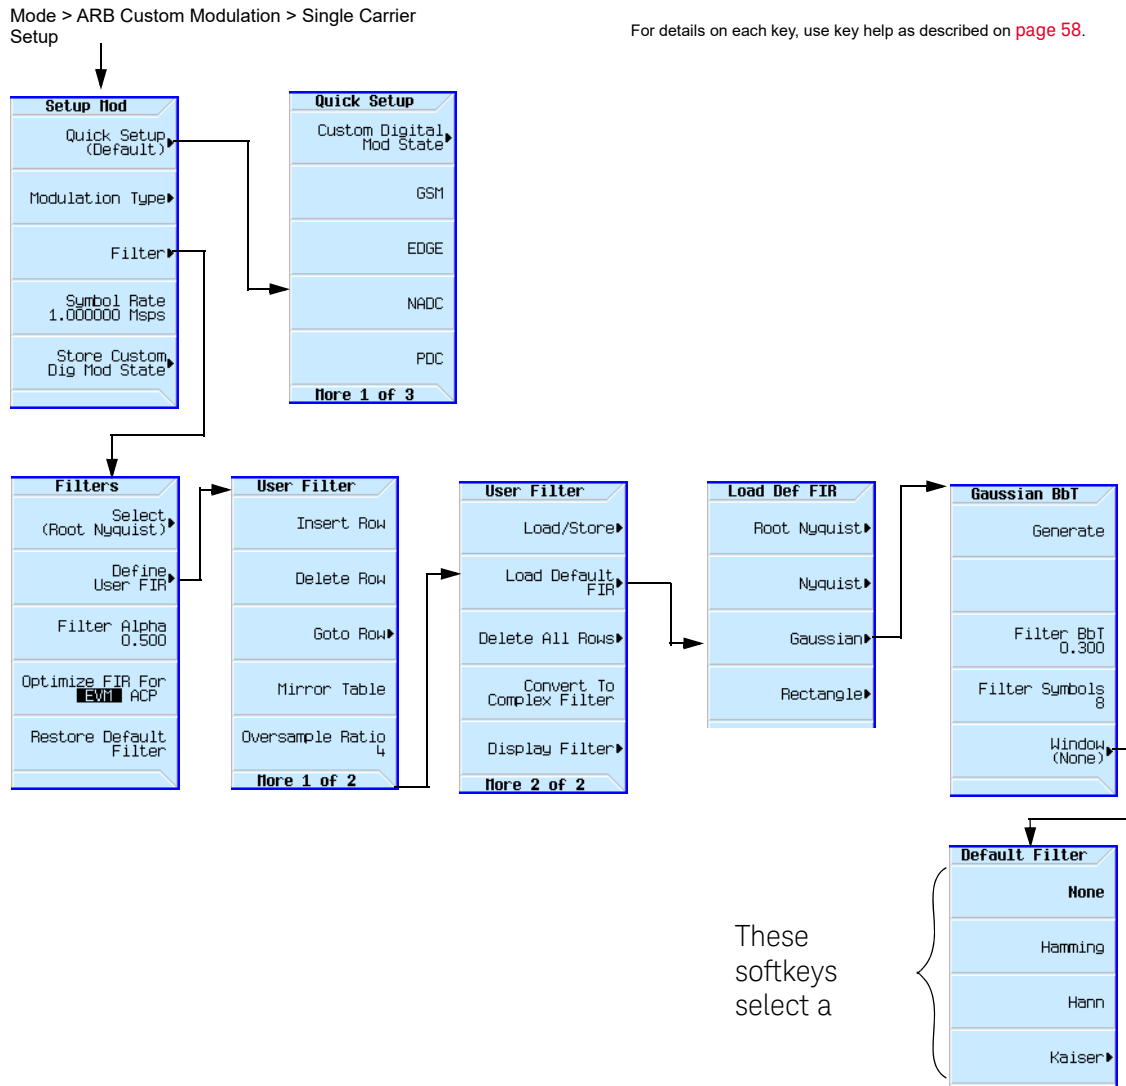 Mode > ARB Custom Modulation > Single Carrier
Setup
For details on each key, use key help as described on page 58.
Setup Mod
Quick Setup
(Default)
Modulation Type
Filter
Symbol Rate
1.000000 Msps
Store Custom
Dig Mod State
Quick Setup
Custom Digital
Mod State
GSM
EDGE
NADC
PDC
More 1 of 3
Filters
Select
(Root Nyquist)
Define
User FIR
Filter Alpha
0.500
Optimize FIR For
EVM ACP
Restore Default
Filter
User Filter
Insert Row
Delete Row
Goto Row
Mirror Table
Oversample Ratio
4
More 1 of 2
User Filter
Load/Store
Load Default
FIR
Delete All Rows
Convert To
Complex Filter
Display Filter
More 2 of 2
Load Def FIR
Root Nyquist
Nyquist
Gaussian
Rectangle
Gaussian BbT
Generate
Filter BbT
0.300
Filter Symbols
8
Window
(None)
Default Filter
None
Hamming
Hann
Kaiser
These
softkeys
select a